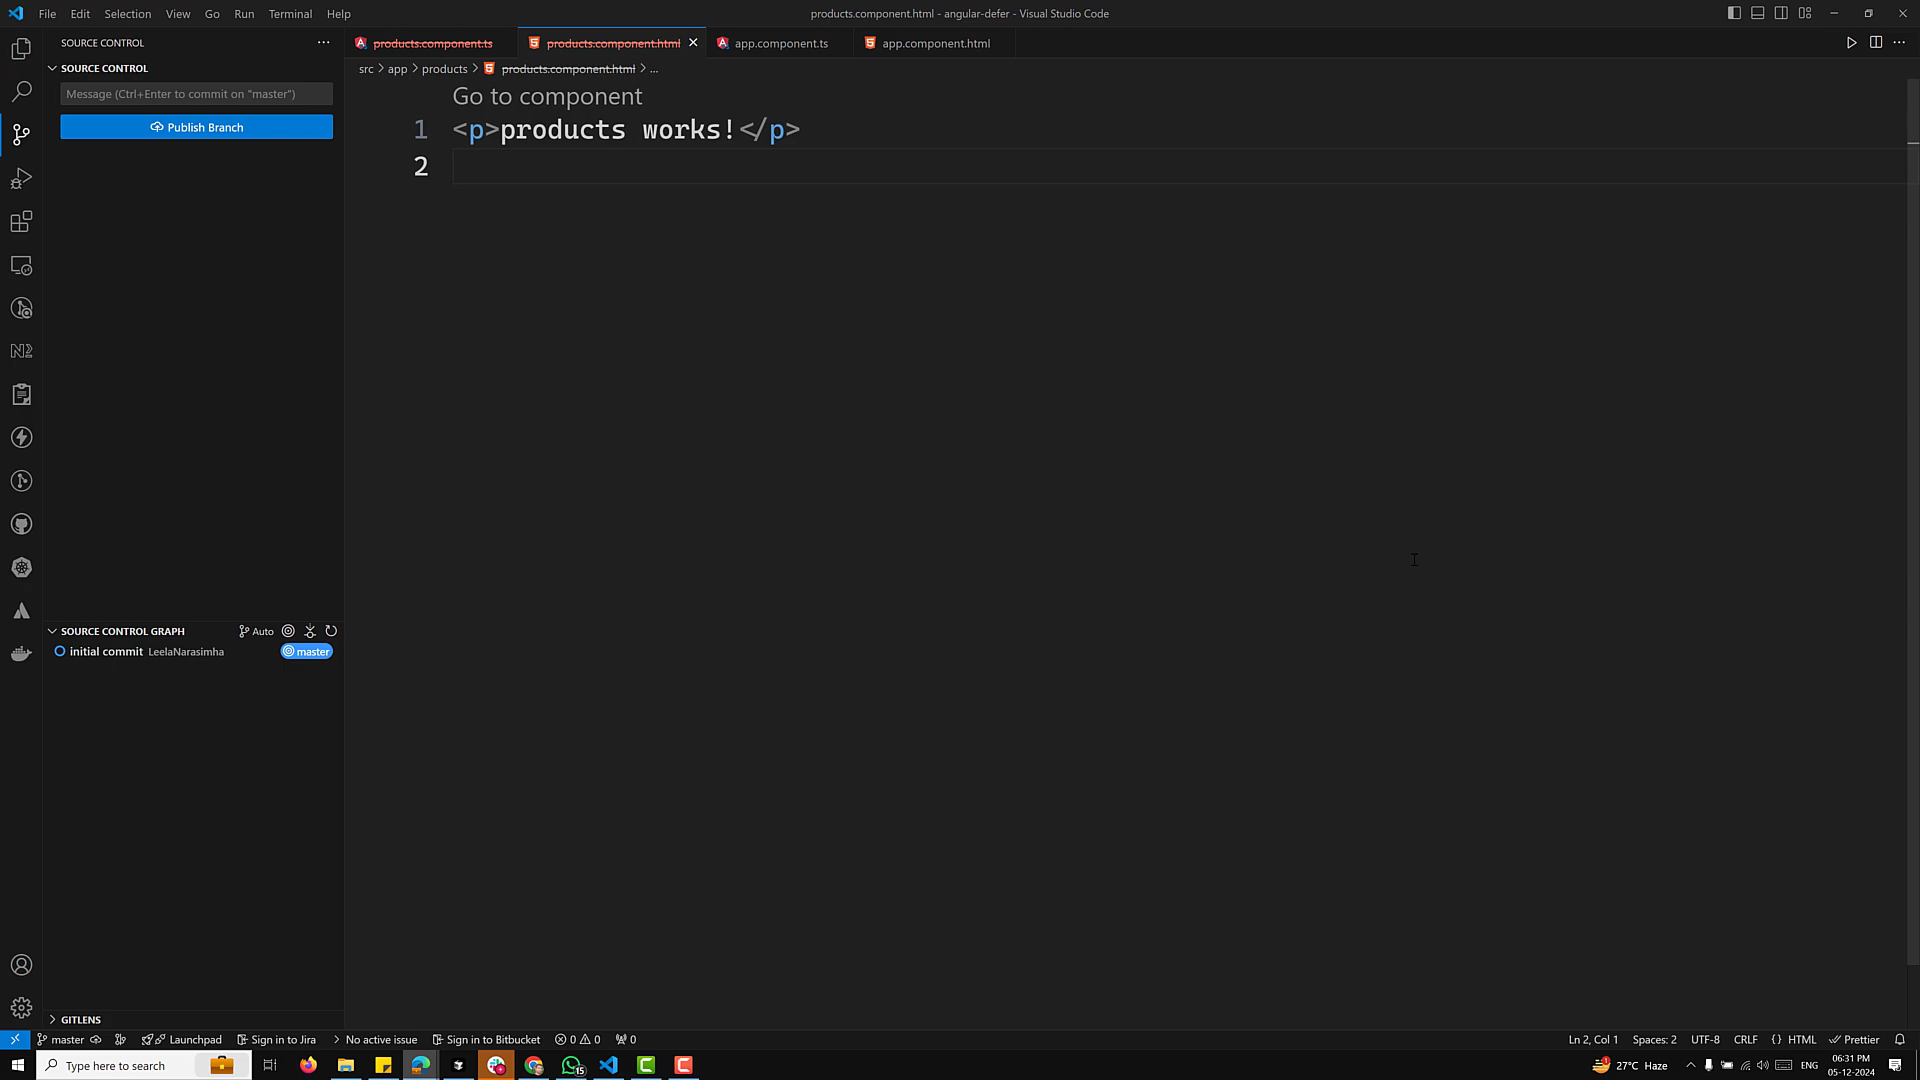 File Edit Selection View Go Run Terminal Help
products.component.html - angular-defer - Visual Studio Code
SOURCE CONTROL
products.component.ts
products.component.html
app.component.ts
app.component.html
SOURCE CONTROL
src > app > products > products.component.html > ...
Message (Ctrl+Enter to commit on "master")
Publish Branch
Go to component
1 <p>products works!</p>
2
SOURCE CONTROL GRAPH
Auto
initial commit LeelaNarasimha
master
GITLENS
master Launchpad Sign in to Jira No active issue Sign in to Bitbucket 0 0 0
Ln 2, Col 1 Spaces: 2 UTF-8 CRLF {} HTML Prettier
Type here to search
15
27°C Haze
ENG
06:31 PM
05-12-2024